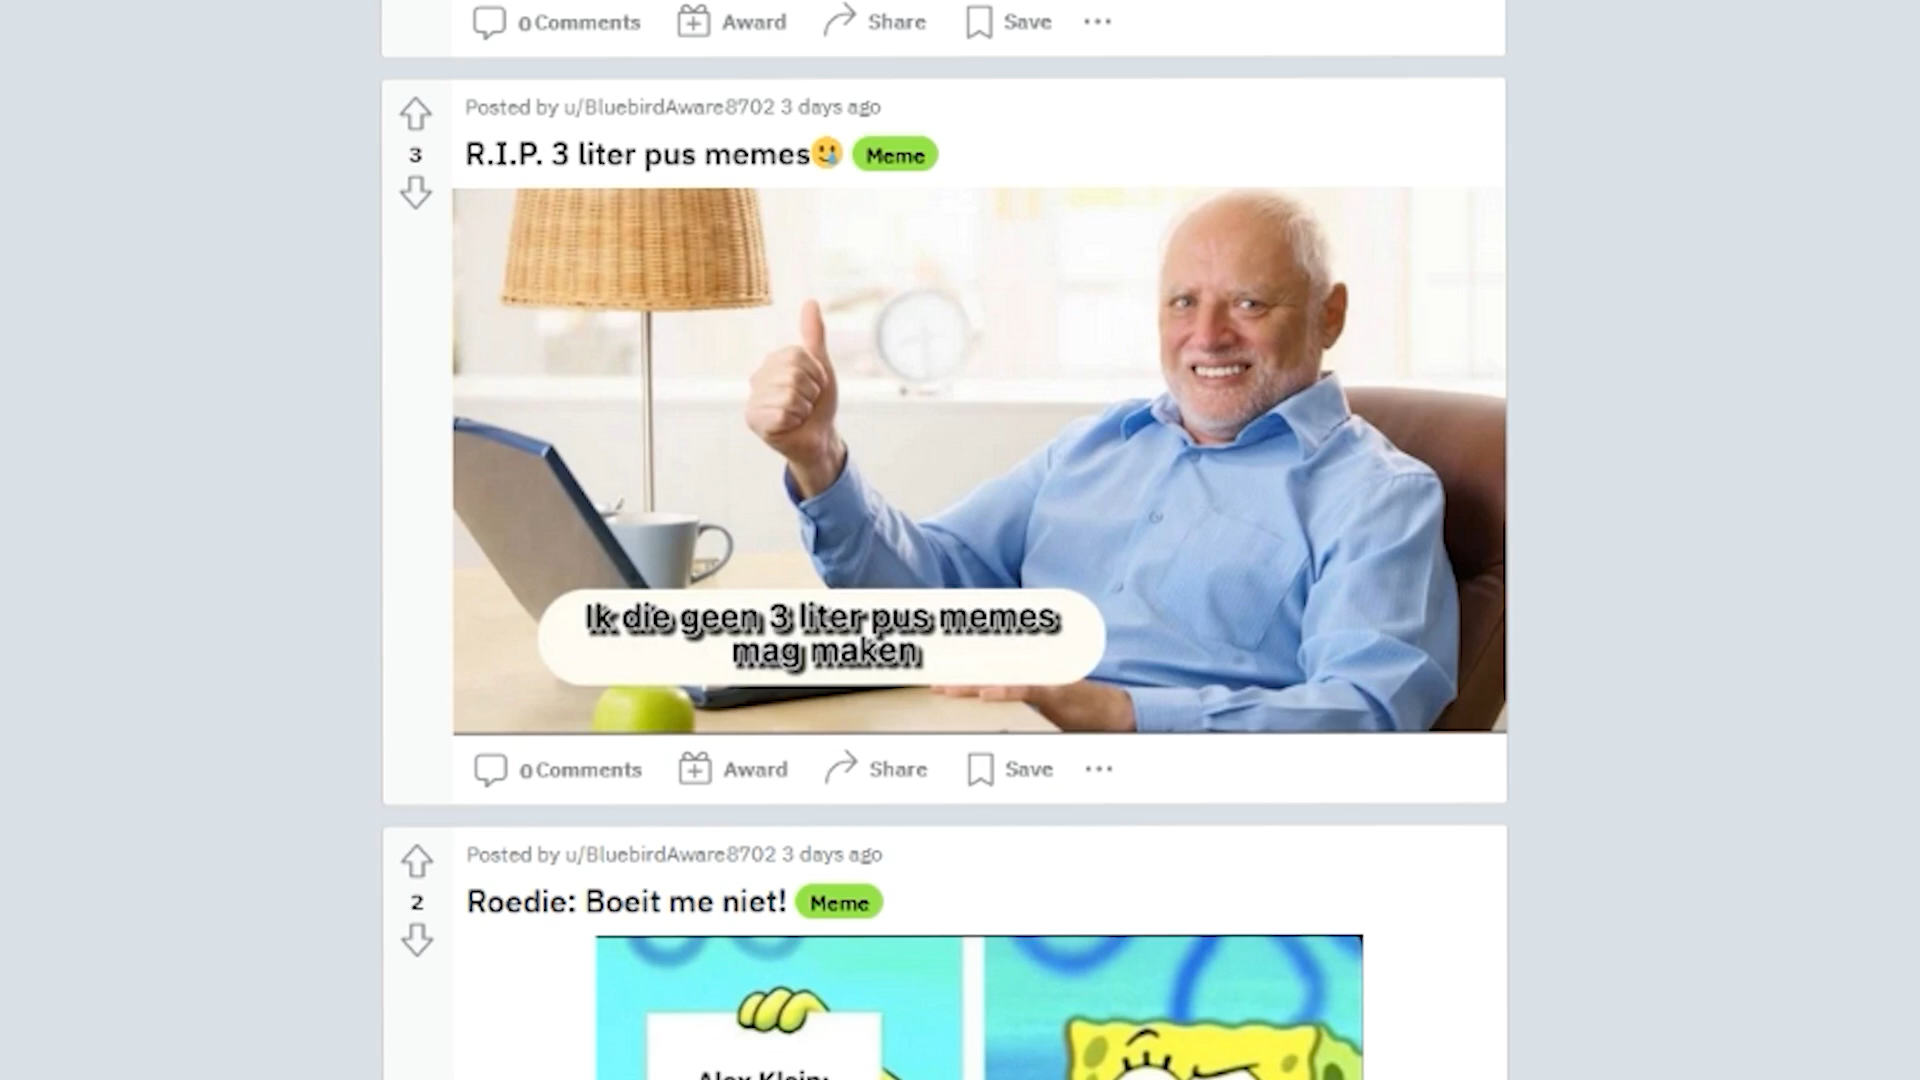 0 Comments Award Share Save
Posted by u/BluebirdAware8702 3 days ago
3
R.I.P. 3 liter pus memes🥲 Meme
Ik die geen 3 liter pus memes
mag maken
0 Comments Award Share Save
Posted by u/BluebirdAware8702 3 days ago
2
Roedie: Boeit me niet! Meme
Alex Klein: